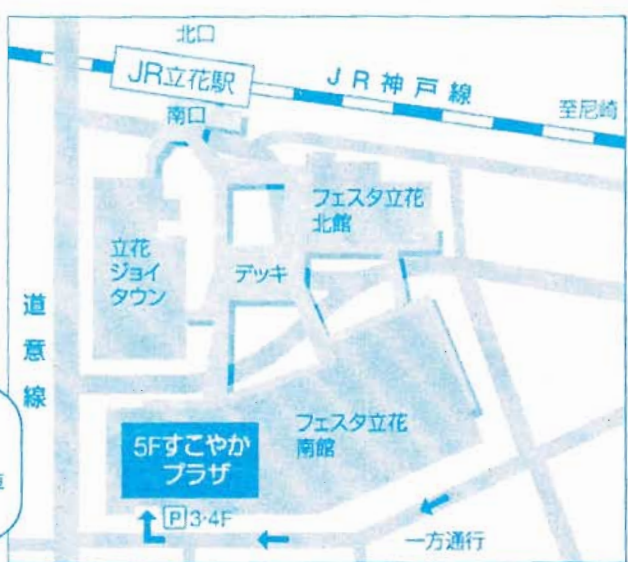 北口
JR立花駅
JR神戸線
南口
至尼崎
フェスタ立花
北館
立花
ジョイ
タウン
デッキ
道意線
フェスタ立花
南館
5Fすこやか
プラザ
P3・4F
一方通行